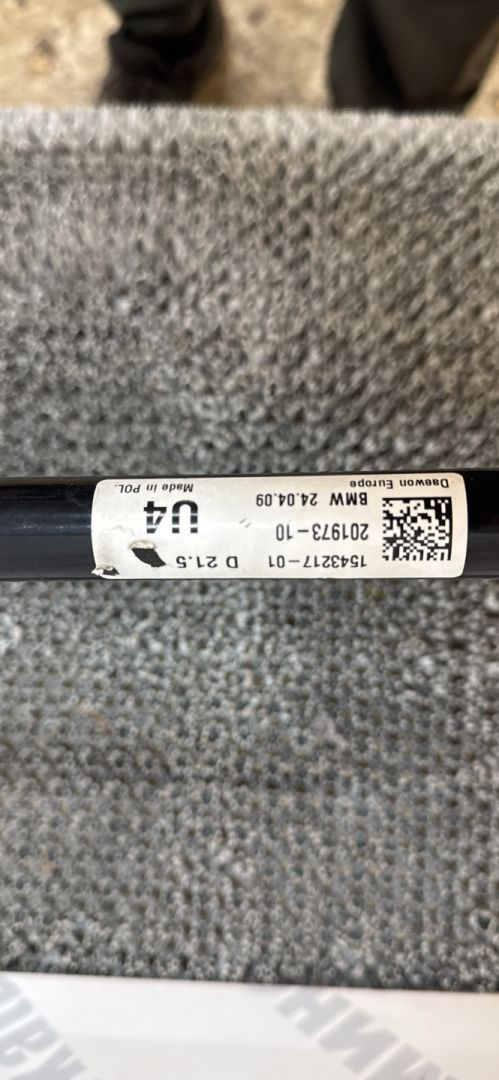 1543217-01 D 21.5
201973-10
BMW 24.04.09 U4
Daewon Europe Made in POL.